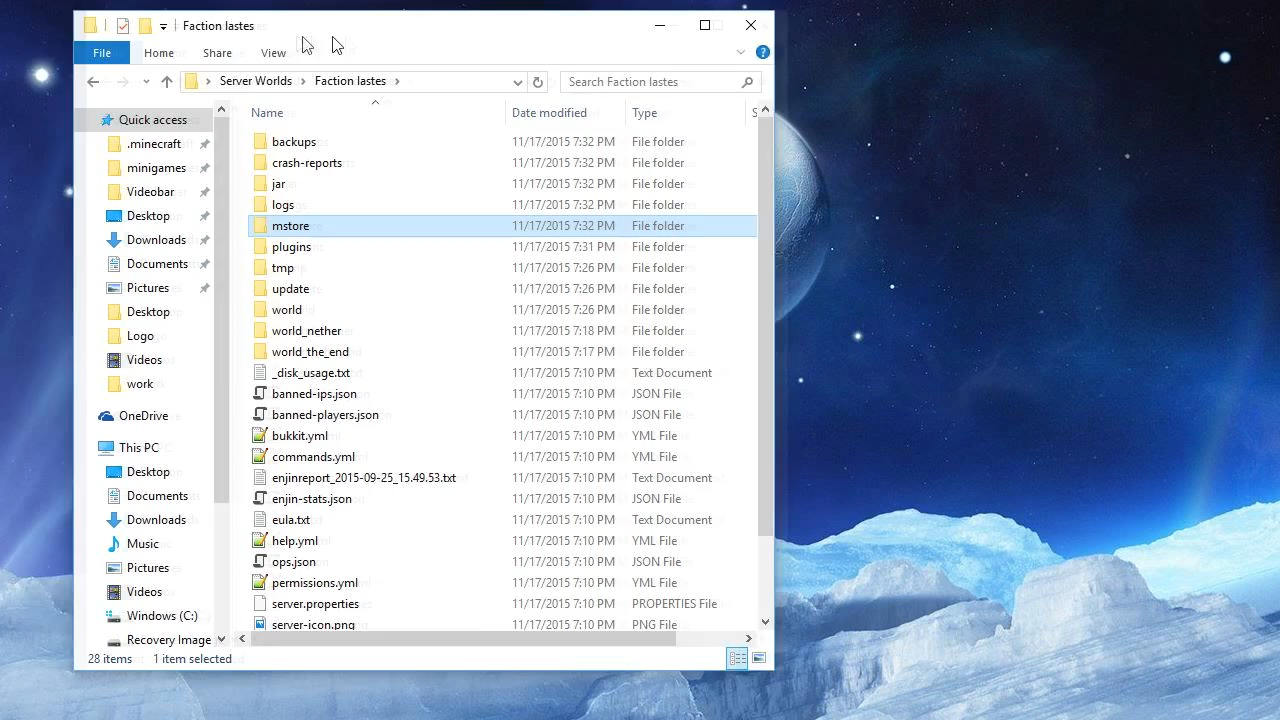 Faction lastes
File Home Share View
Server Worlds Faction lastes Search Faction lastes
Name Date modified Type S
Quick access
.minecraft
minigames
Videobar
Desktop
Downloads
Documents
Pictures
Desktop
Logo
Videos
work
OneDrive
This PC
Desktop
Documents
Downloads
Music
Pictures
Videos
Windows (C:)
Recovery Image
backups 11/17/2015 7:32 PM File folder
crash-reports 11/17/2015 7:32 PM File folder
jar 11/17/2015 7:32 PM File folder
logs 11/17/2015 7:32 PM File folder
mstore 11/17/2015 7:32 PM File folder
plugins 11/17/2015 7:31 PM File folder
tmp 11/17/2015 7:26 PM File folder
update 11/17/2015 7:26 PM File folder
world 11/17/2015 7:26 PM File folder
world_nether 11/17/2015 7:18 PM File folder
world_the_end 11/17/2015 7:17 PM File folder
_disk_usage.txt 11/17/2015 7:10 PM Text Document
banned-ips.json 11/17/2015 7:10 PM JSON File
banned-players.json 11/17/2015 7:10 PM JSON File
bukkit.yml 11/17/2015 7:10 PM YML File
commands.yml 11/17/2015 7:10 PM YML File
enjinreport_2015-09-25_15.49.53.txt 11/17/2015 7:10 PM Text Document
enjin-stats.json 11/17/2015 7:10 PM JSON File
eula.txt 11/17/2015 7:10 PM Text Document
help.yml 11/17/2015 7:10 PM YML File
ops.json 11/17/2015 7:10 PM JSON File
permissions.yml 11/17/2015 7:10 PM YML File
server.properties 11/17/2015 7:10 PM PROPERTIES File
server-icon.png 11/17/2015 7:10 PM PNG File
28 items 1 item selected